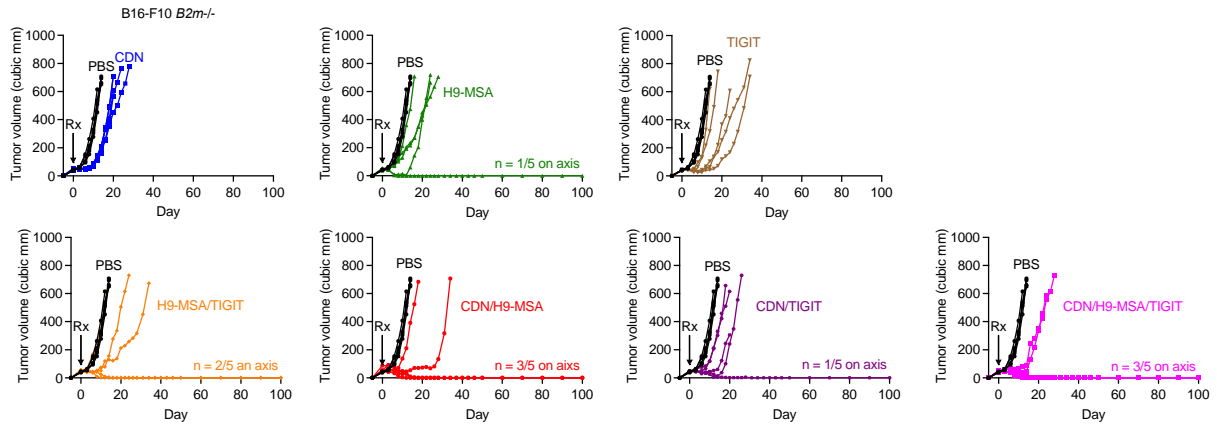 B16-F10 B2m-/-
Tumor volume (cubic mm)
1000
800
600
400
200
0
PBS
CDN
Rx
0 20 40 60 80 100
Day
Tumor volume (cubic mm)
1000
800
600
400
200
0
PBS
H9-MSA
Rx
n = 1/5 on axis
0 20 40 60 80 100
Day
Tumor volume (cubic mm)
1000
800
600
400
200
0
PBS
TIGIT
Rx
0 20 40 60 80 100
Day
Tumor volume (cubic mm)
1000
800
600
400
200
0
PBS
H9-MSA/TIGIT
Rx
n = 2/5 an axis
0 20 40 60 80 100
Day
Tumor volume (cubic mm)
1000
800
600
400
200
0
PBS
CDN/H9-MSA
Rx
n = 3/5 on aixs
0 20 40 60 80 100
Day
Tumor volume (cubic mm)
1000
800
600
400
200
0
PBS
CDN/TIGIT
Rx
n = 1/5 on axis
0 20 40 60 80 100
Day
Tumor volume (cubic mm)
1000
800
600
400
200
0
PBS
CDN/H9-MSA/TIGIT
Rx
n = 3/5 on axis
0 20 40 60 80 100
Day